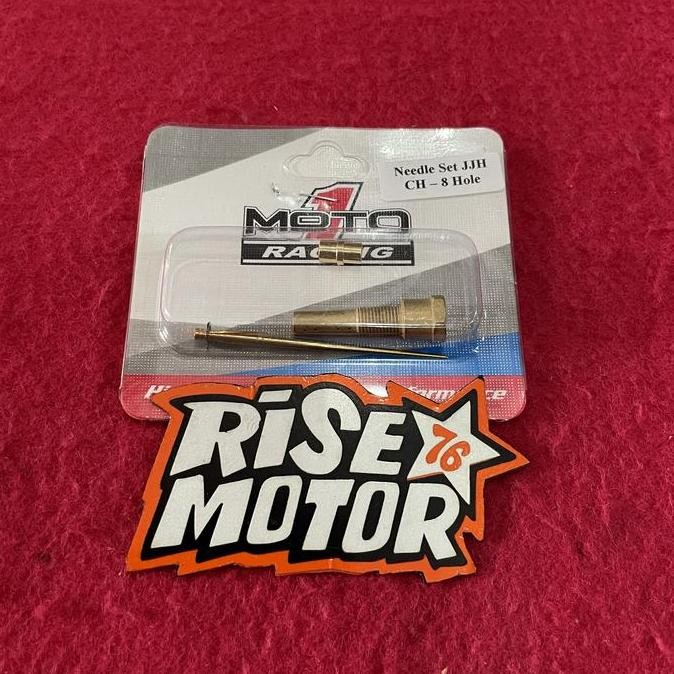 Needle Set JJH
CH – 8 Hole
MOTO 1
RACING
RiSE
76
MOTOR